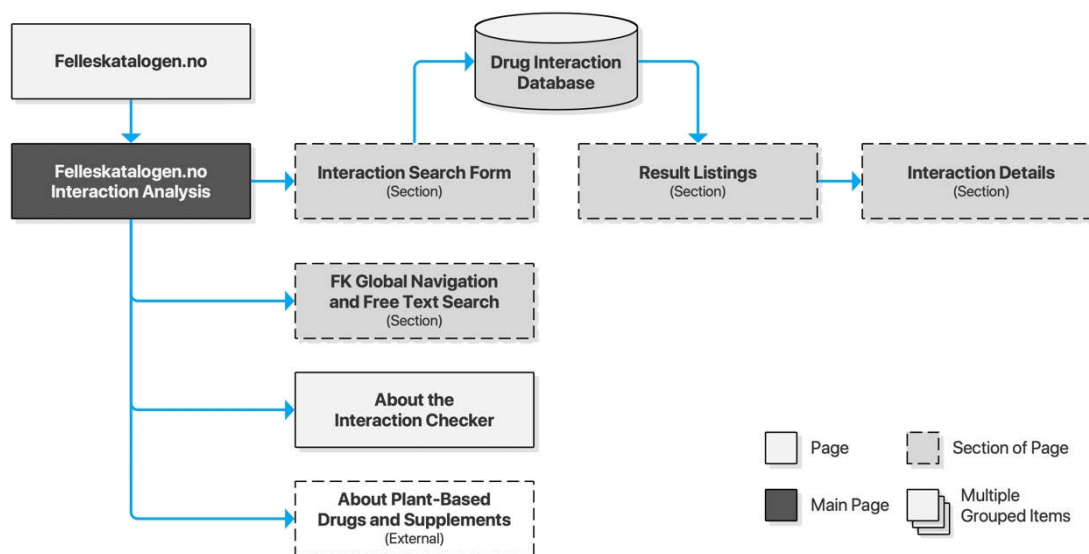 Felleskatalogen.no
Drug Interaction
Database
Felleskatalogen.no
Interaction Analysis
Interaction Search Form
(Section)
Result Listings
(Section)
Interaction Details
(Section)
FK Global Navigation
and Free Text Search
(Section)
About the
Interaction Checker
About Plant-Based
Drugs and Supplements
(External)
Page
Section of Page
Main Page
Multiple
Grouped Items